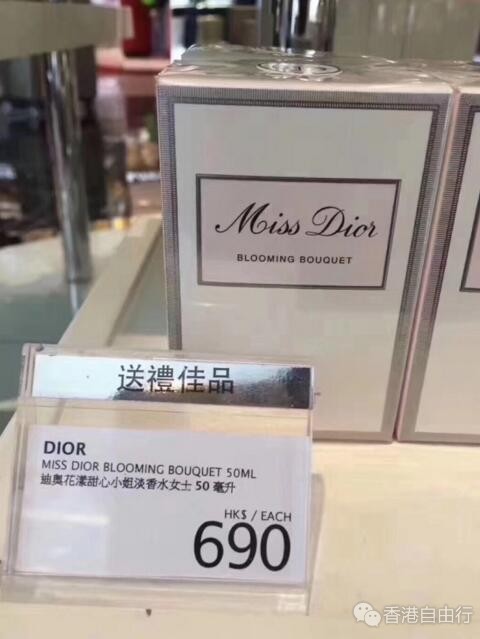 Miss Dior
BLOOMING BOUQUET
送禮佳品
DIOR
MISS DIOR BLOOMING BOUQUET 50ML
迪奧花漾甜心小姐淡香水女士 50 毫升
HK$ / EACH
690
香港自由行